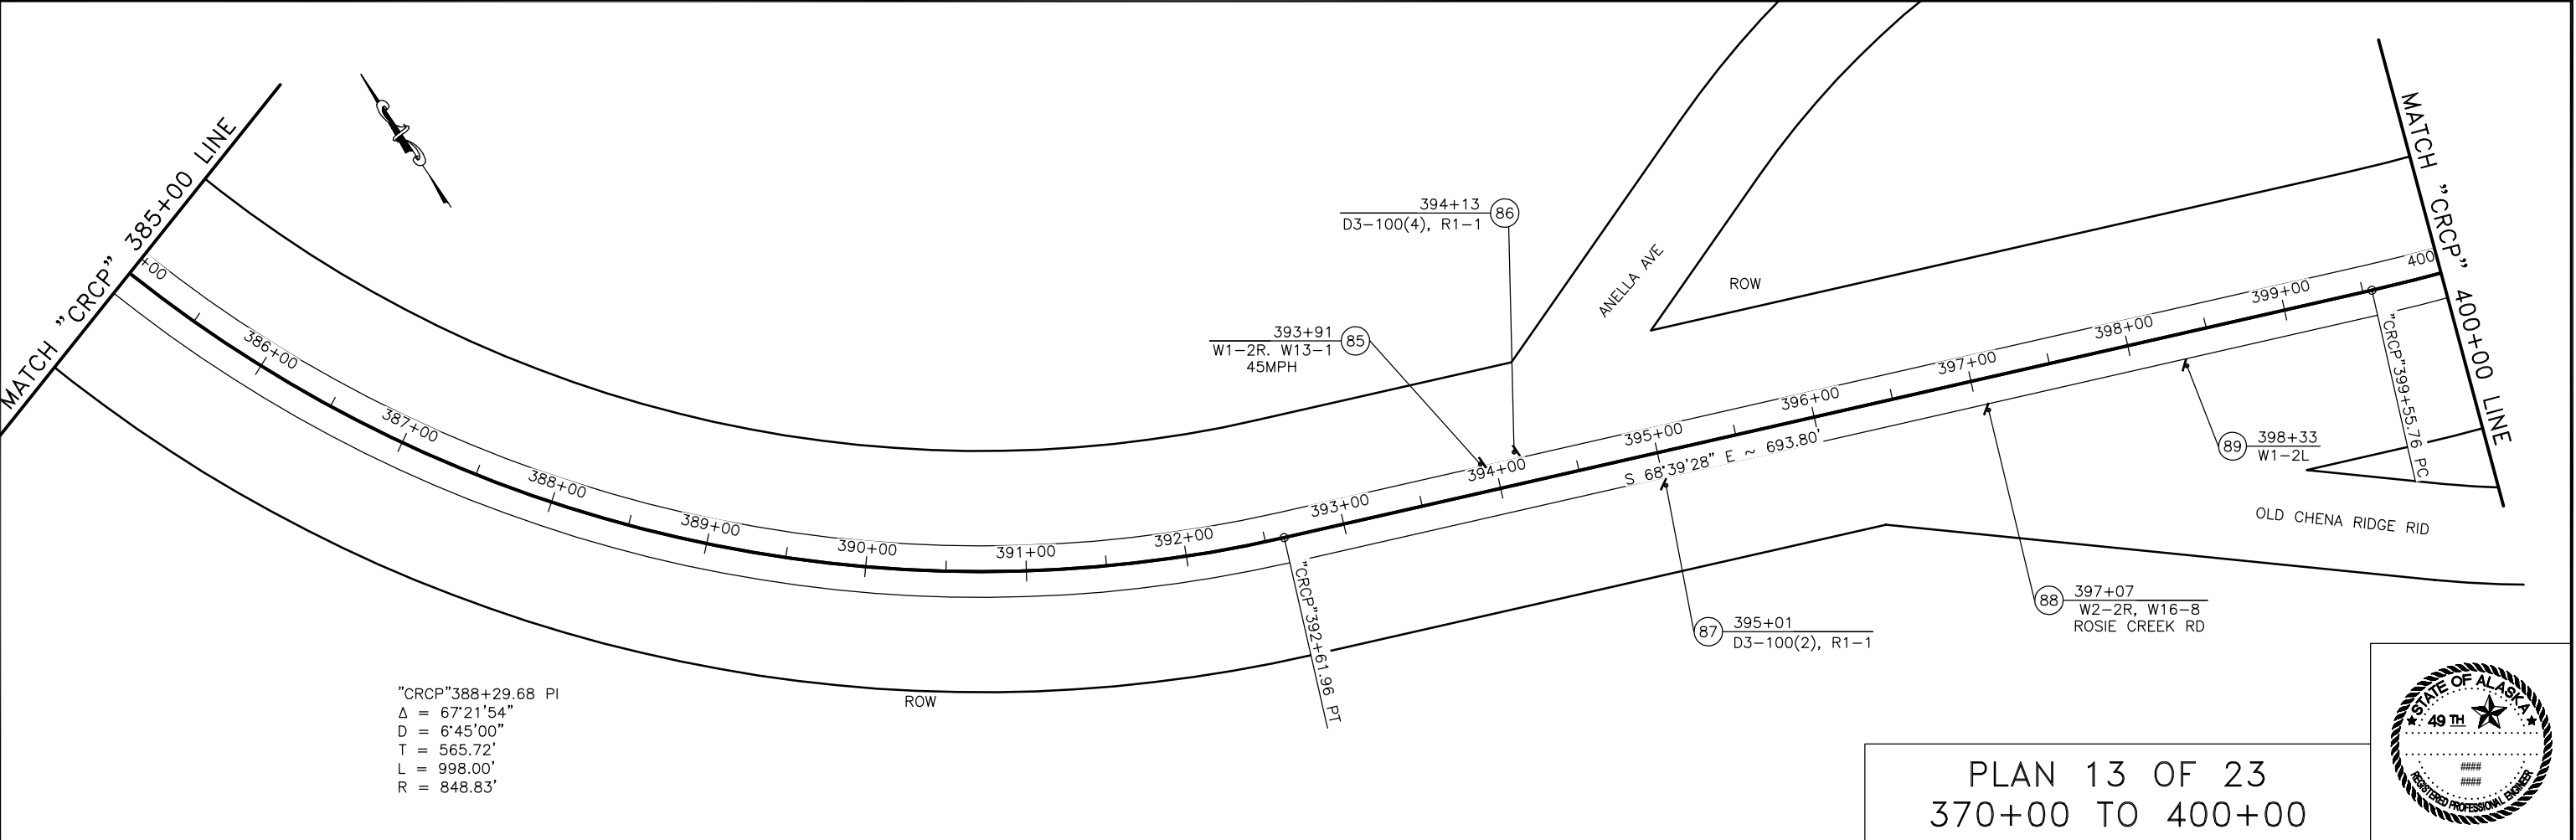 MATCH "CRCP" 385+00 LINE
+00
386+00
387+00
388+00
389+00
390+00
391+00
392+00
393+00
394+00
395+00
396+00
397+00
398+00
399+00
400
394+13
86
D3-100(4), R1-1
393+91
85
W1-2R. W13-1
45MPH
ANELLA AVE
ROW
S 68°39'28" E ~ 693.80'
MATCH "CRCP" 400+00 LINE
"CRCP"399+55.76 PC
89
398+33
W1-2L
OLD CHENA RIDGE RID
88
397+07
W2-2R, W16-8
ROSIE CREEK RD
87
395+01
D3-100(2), R1-1
"CRCP"392+61.96 PT
ROW
"CRCP"388+29.68 PI
Δ = 67°21'54"
D = 6°45'00"
T = 565.72'
L = 998.00'
R = 848.83'
PLAN 13 OF 23
370+00 TO 400+00
STATE OF ALASKA
49 TH
####
####
REGISTERED PROFESSIONAL ENGINEER